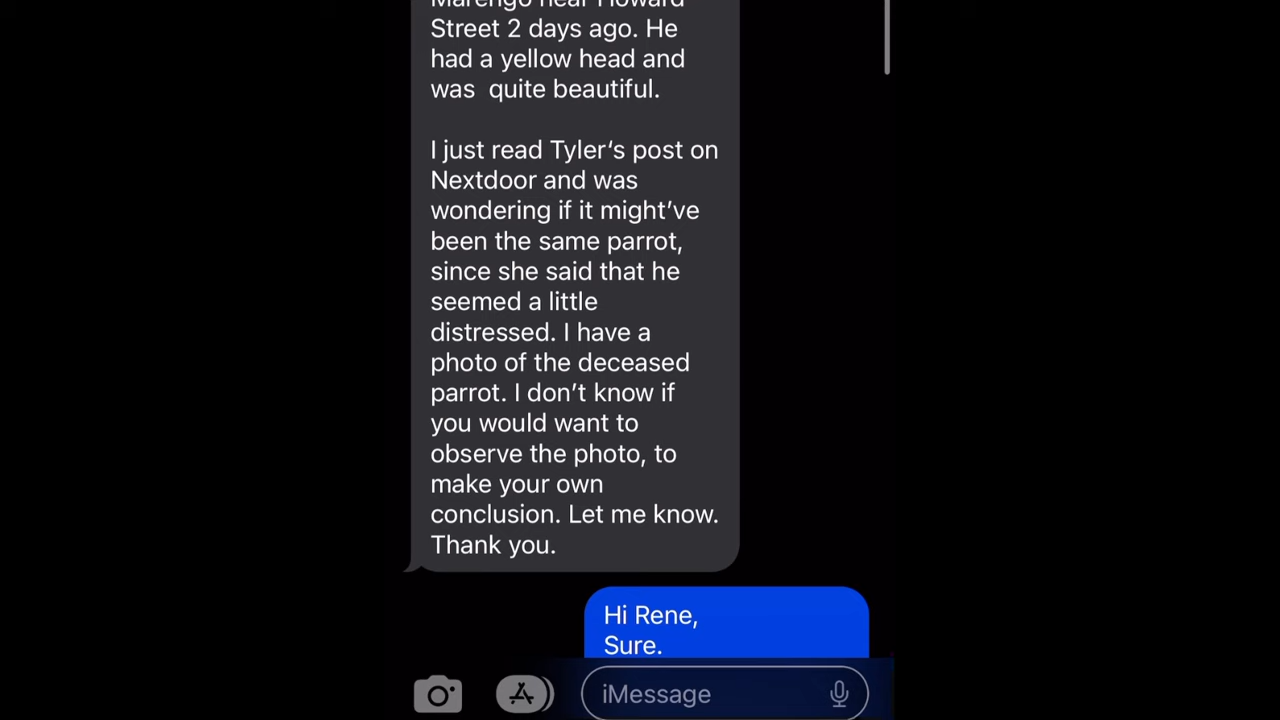 Marengo near Howard
Street 2 days ago. He
had a yellow head and
was  quite beautiful.
I just read Tyler‘s post on
Nextdoor and was
wondering if it might’ve
been the same parrot,
since she said that he
seemed a little
distressed. I have a
photo of the deceased
parrot. I don’t know if
you would want to
observe the photo, to
make your own
conclusion. Let me know.
Thank you.
Hi Rene,
Sure.
iMessage